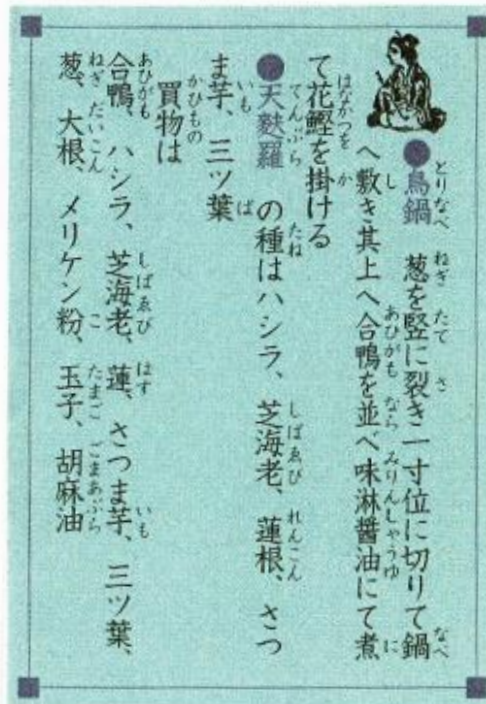 ●鳥鍋 葱を竪に裂き一寸位に切りて鍋
へ敷き其上へ合鴨を並べ味淋醤油にて煮
て花鰹を掛ける
●天麩羅 の種はハシラ、芝海老、蓮根、さつ
ま芋、三ツ葉
買物は
合鴨、ハシラ、芝海老、蓮、さつま芋、三ツ葉、
葱、大根、メリケン粉、玉子、胡麻油